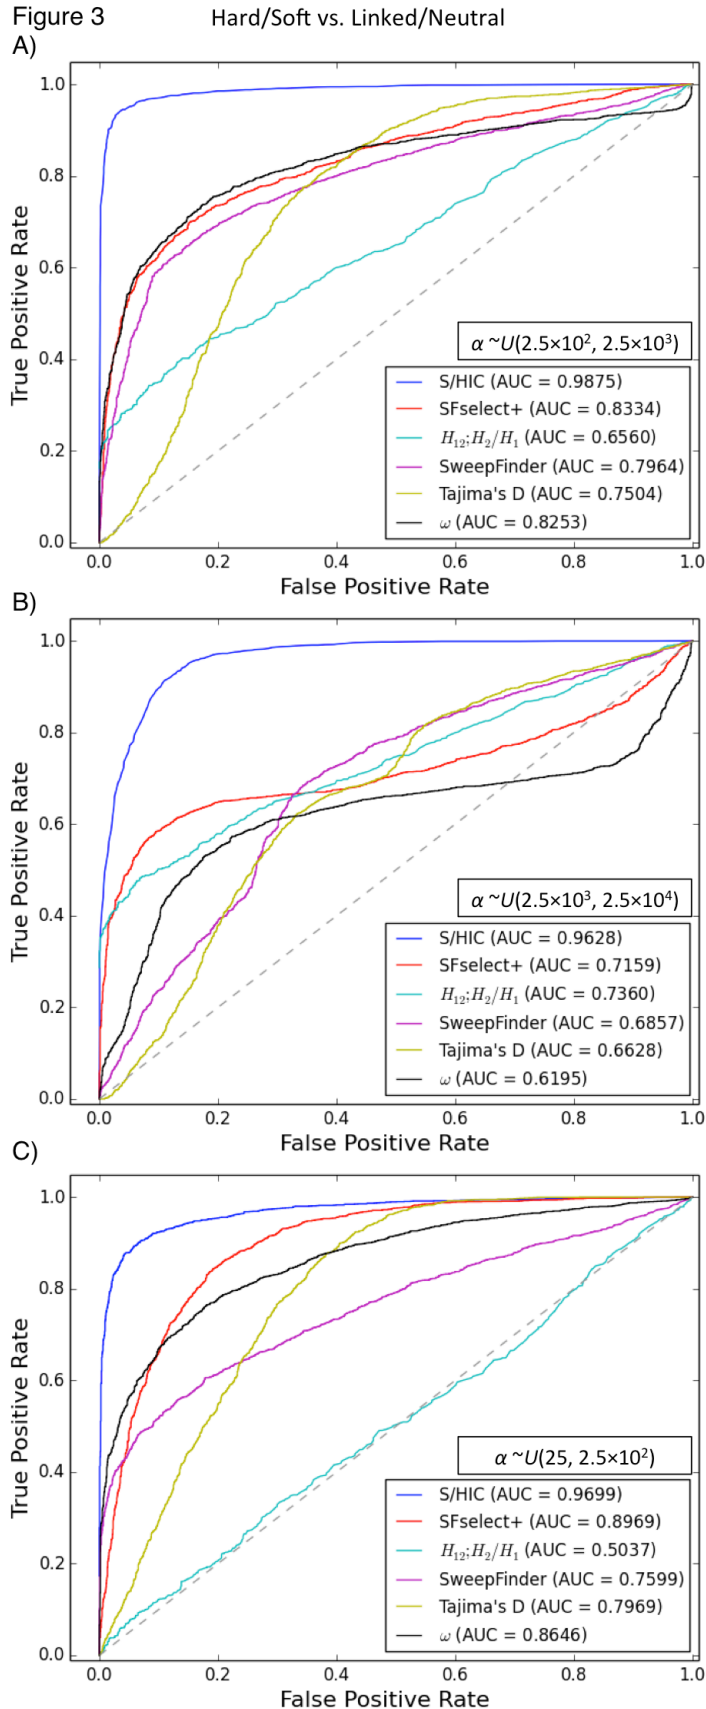 Figure 3
Hard/Soft vs. Linked/Neutral
A)
1.0
0.8
0.6
0.4
0.2
0.0
True Positive Rate
α ~U(2.5×10², 2.5×10³)
S/HIC (AUC = 0.9875)
SFselect+ (AUC = 0.8334)
H₁₂;H₂/H₁ (AUC = 0.6560)
SweepFinder (AUC = 0.7964)
Tajima's D (AUC = 0.7504)
ω (AUC = 0.8253)
0.0 0.2 0.4 0.6 0.8 1.0
False Positive Rate
B)
1.0
0.8
0.6
0.4
0.2
0.0
True Positive Rate
α ~U(2.5×10³, 2.5×10⁴)
S/HIC (AUC = 0.9628)
SFselect+ (AUC = 0.7159)
H₁₂;H₂/H₁ (AUC = 0.7360)
SweepFinder (AUC = 0.6857)
Tajima's D (AUC = 0.6628)
ω (AUC = 0.6195)
0.0 0.2 0.4 0.6 0.8 1.0
False Positive Rate
C)
1.0
0.8
0.6
0.4
0.2
0.0
True Positive Rate
α ~U(25, 2.5×10²)
S/HIC (AUC = 0.9699)
SFselect+ (AUC = 0.8969)
H₁₂;H₂/H₁ (AUC = 0.5037)
SweepFinder (AUC = 0.7599)
Tajima's D (AUC = 0.7969)
ω (AUC = 0.8646)
0.0 0.2 0.4 0.6 0.8 1.0
False Positive Rate